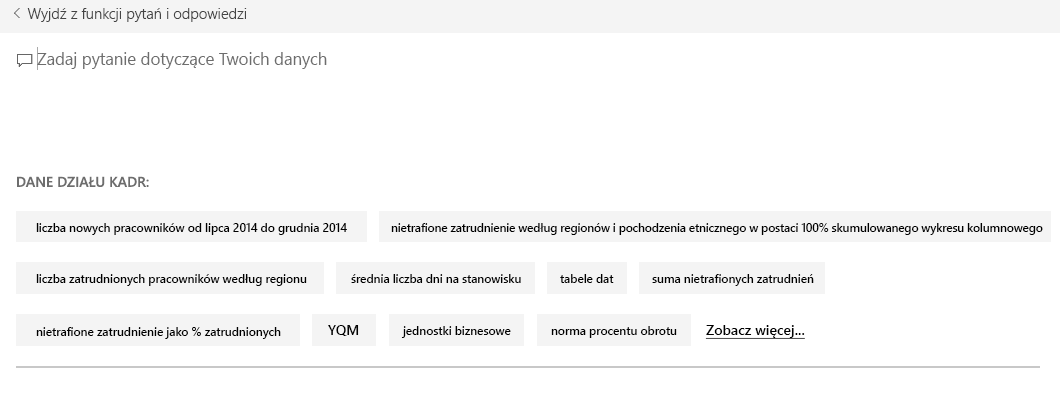 Wyjdź z funkcji pytań i odpowiedzi
Zadaj pytanie dotyczące Twoich danych
DANE DZIAŁU KADR:
liczba nowych pracowników od lipca 2014 do grudnia 2014
nietrafione zatrudnienie według regionów i pochodzenia etnicznego w postaci 100% skumulowanego wykresu kolumnowego
liczba zatrudnionych pracowników według regionu
średnia liczba dni na stanowisku
tabele dat
suma nietrafionych zatrudnień
nietrafione zatrudnienie jako % zatrudnionych
YQM
jednostki biznesowe
norma procentu obrotu
Zobacz więcej...